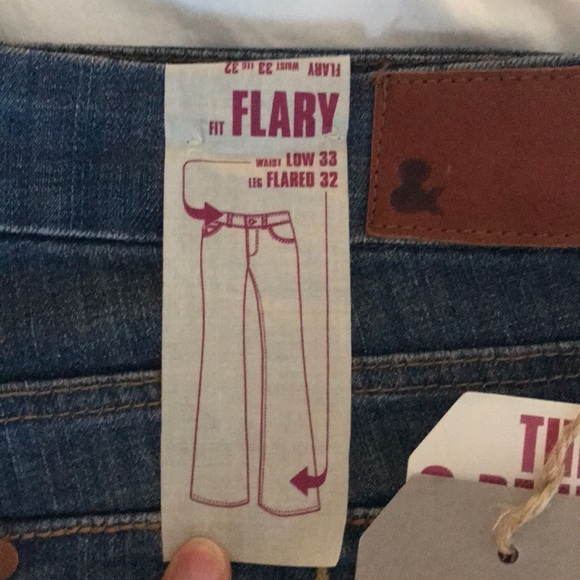 FLARY WAIST 33 LEG 32
FIT FLARY
WAIST LOW 33
LEG FLARED 32
&